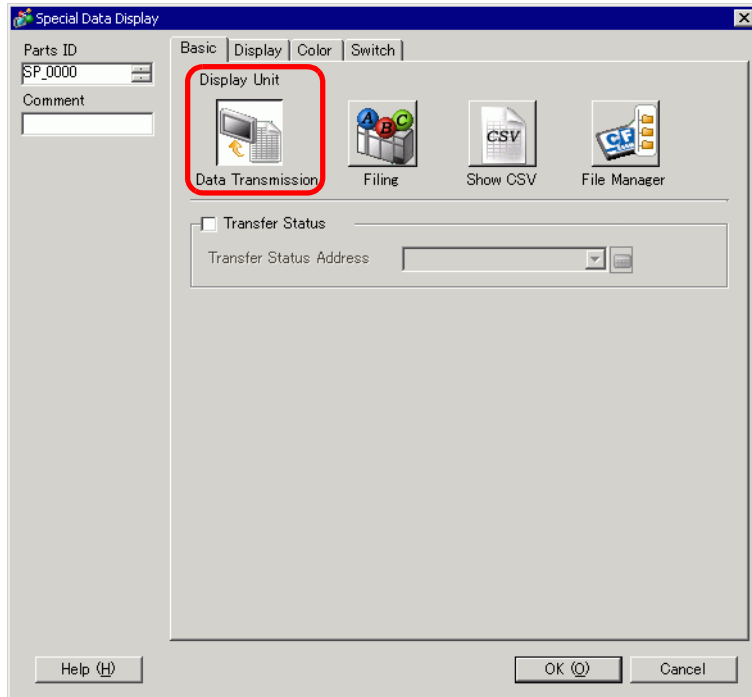 Special Data Display
Parts ID
SP_0000
Comment
Basic
Display
Color
Switch
Display Unit
A
B
C
CSV
CF
Data Transmission
Filing
Show CSV
File Manager
Transfer Status
Transfer Status Address
Help (H)
OK (O)
Cancel